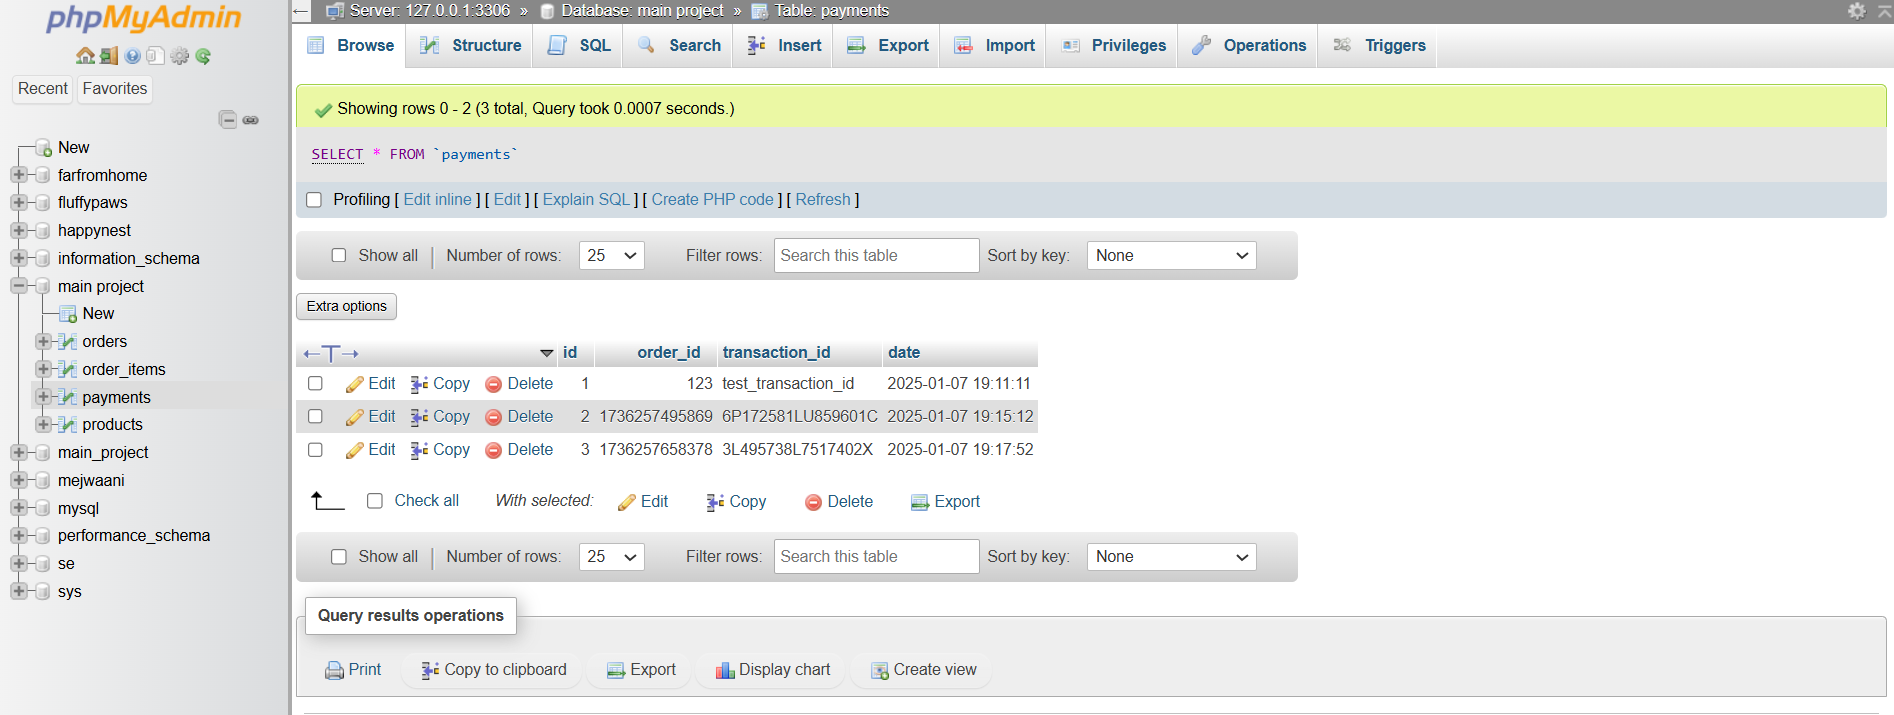 phpMyAdmin
Recent Favorites
New
farfromhome
fluffypaws
happynest
information_schema
main project
New
orders
order_items
payments
products
main_project
mejwaani
mysql
performance_schema
se
sys
Server: 127.0.0.1:3306 » Database: main project » Table: payments
Browse Structure SQL Search Insert Export Import Privileges Operations Triggers
Showing rows 0 - 2 (3 total, Query took 0.0007 seconds.)
SELECT * FROM `payments`
Profiling [ Edit inline ] [ Edit ] [ Explain SQL ] [ Create PHP code ] [ Refresh ]
Show all | Number of rows: 25 Filter rows: Search this table Sort by key: None
Extra options
id order_id transaction_id date
Edit Copy Delete 1 123 test_transaction_id 2025-01-07 19:11:11
Edit Copy Delete 2 1736257495869 6P172581LU859601C 2025-01-07 19:15:12
Edit Copy Delete 3 1736257658378 3L495738L7517402X 2025-01-07 19:17:52
Check all With selected: Edit Copy Delete Export
Show all | Number of rows: 25 Filter rows: Search this table Sort by key: None
Query results operations
Print Copy to clipboard Export Display chart Create view